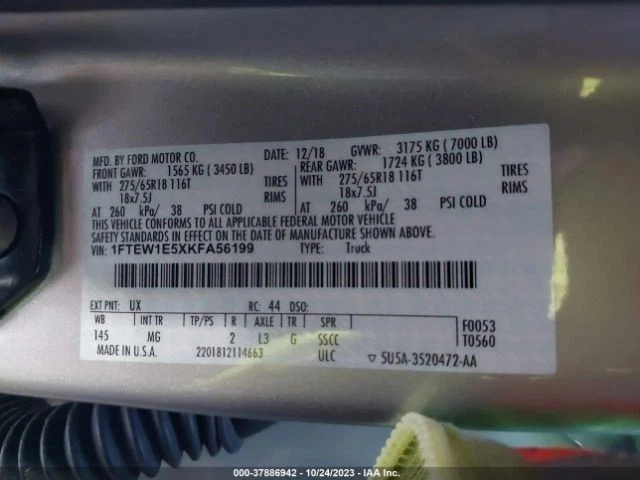 MFD. BY FORD MOTOR CO. DATE: 12/18 GVWR: 3175 KG ( 7000 LB)
FRONT GAWR: 1565 KG ( 3450 LB) REAR GAWR: 1724 KG ( 3800 LB)
WITH 275/65R18 116T TIRES WITH 275/65R18 116T TIRES
18x7.5J RIMS 18x7.5J RIMS
AT 260 kPa/ 38 PSI COLD AT 260 kPa/ 38 PSI COLD
THIS VEHICLE CONFORMS TO ALL APPLICABLE FEDERAL MOTOR VEHICLE
SAFETY STANDARDS IN EFFECT ON THE DATE OF MANUFACTURE SHOWN ABOVE.
VIN: 1FTEW1E5XKFA56199 TYPE: Truck
EXT PNT: UX RC: 44 DSO:
WB INT TR TP/PS R AXLE TR SPR F0053
145 MG 2 L3 G SSCC T0560
MADE IN U.S.A. 2201812114663 ULC ▽ 5U5A-3520472-AA
000-37886942 - 10/24/2023 - IAA Inc.